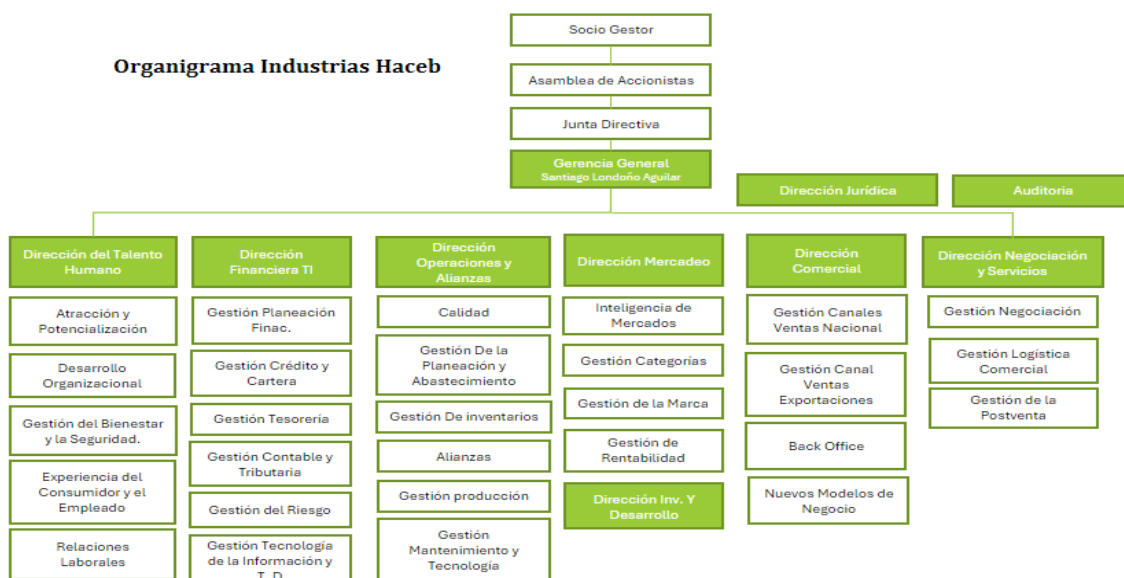 Socio Gestor
Organigrama Industrias Haceb
Asamblea de Accionistas
Junta Directiva
Gerencia General
Santiago Londoño Aguilar
Dirección Jurídica
Auditoria
Dirección del Talento
Humano
Atracción y
Potencialización
Desarrollo
Organizacional
Gestión del Bienestar
y la Seguridad.
Experiencia del
Consumidor y el
Empleado
Relaciones
Laborales
Dirección
Financiera TI
Gestión Planeación
Finac.
Gestión Crédito y
Cartera
Gestión Tesorería
Gestión Contable y
Tributaria
Gestión del Riesgo
Gestión Tecnología
de la Información y
T. D.
Dirección
Operaciones y
Alianzas
Calidad
Gestión De la
Planeación y
Abastecimiento
Gestión De inventarios
Alianzas
Gestión producción
Gestión
Mantenimiento y
Tecnología
Dirección Mercadeo
Inteligencia de
Mercados
Gestión Categorías
Gestión de la Marca
Gestión de
Rentabilidad
Dirección Inv. Y
Desarrollo
Dirección
Comercial
Gestión Canales
Ventas Nacional
Gestión Canal
Ventas
Exportaciones
Back Office
Nuevos Modelos de
Negocio
Dirección Negociación
y Servicios
Gestión Negociación
Gestión Logística
Comercial
Gestión de la
Postventa